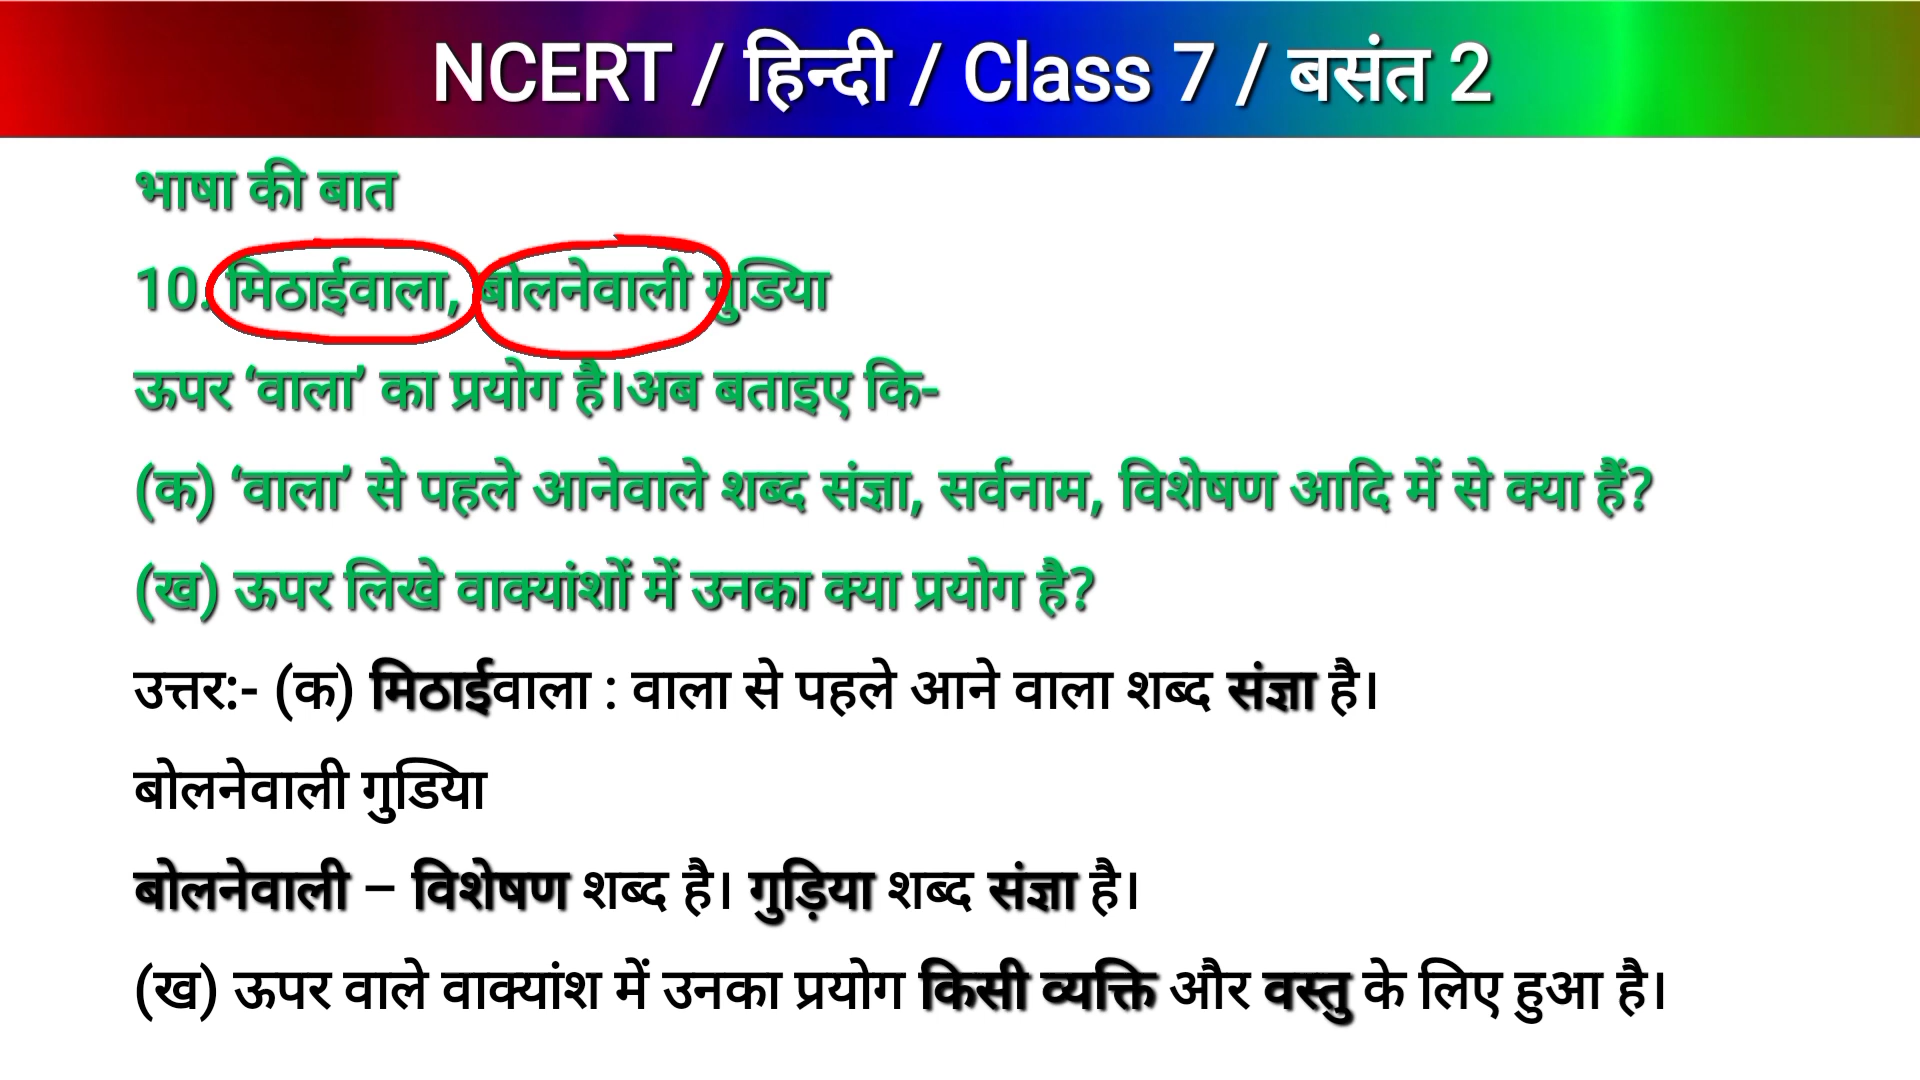 NCERT / हिन्दी / Class 7 / बसंत 2
भाषा की बात
10. मिठाईवाला, बोलनेवाली गुडिया
ऊपर ‘वाला’ का प्रयोग है।अब बताइए कि-
(क) ‘वाला’ से पहले आनेवाले शब्द संज्ञा, सर्वनाम, विशेषण आदि में से क्या हैं?
(ख) ऊपर लिखे वाक्यांशों में उनका क्या प्रयोग है?
उत्तर:- (क) मिठाईवाला : वाला से पहले आने वाला शब्द संज्ञा है।
बोलनेवाली गुडिया
बोलनेवाली – विशेषण शब्द है। गुड़िया शब्द संज्ञा है।
(ख) ऊपर वाले वाक्यांश में उनका प्रयोग किसी व्यक्ति और वस्तु के लिए हुआ है।